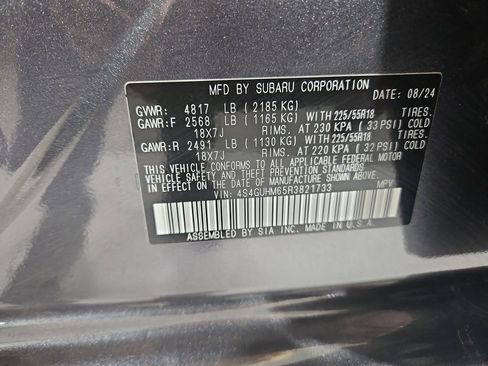 MFD BY SUBARU CORPORATION DATE: 08/24
GVWR: 4817 LB (2185 KG)
GAWR:F 2568 LB (1165 KG) WITH 225/55R18 TIRES.
18X7J RIMS. AT 230 KPA (33 PSI) COLD
GAWR:R 2491 LB (1130 KG) WITH 225/55R18 TIRES.
18X7J RIMS. AT 220 KPA (32 PSI) COLD
THIS VEHICLE CONFORMS TO ALL APPLICABLE FEDERAL MOTOR
VEHICLE SAFETY AND THEFT PREVENTION STANDARDS IN
EFFECT ON THE DATE OF MANUFACTURE SHOWN ABOVE.
VIN: 4S4GUHM65R3821733 MPV
ASSEMBLED BY SIA INC. MADE IN U.S.A.